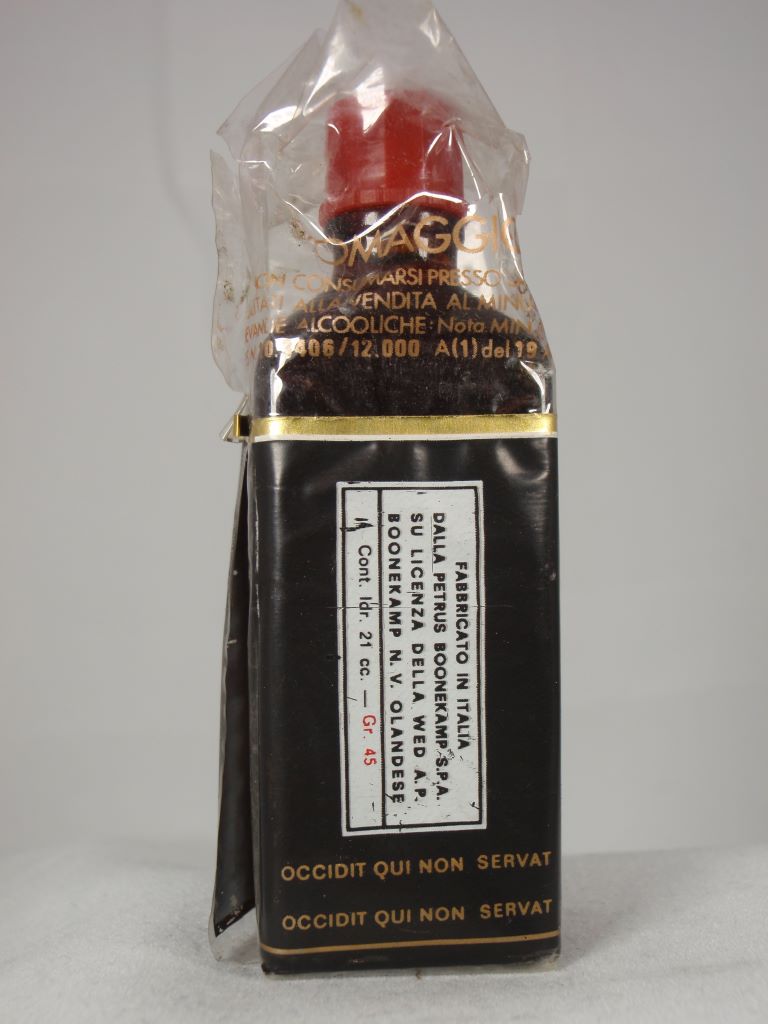 OMAGGIO
CONSUMARSI PRESSO
ALLA VENDITA AL MINU
ALCOOLICHE Nota MIN
3406/12.000 A(1) del 19
FABBRICATO IN ITALIA
DALLA PETRUS BOONEKAMP S.P.A.
SU LICENZA DELLA WED A.P.
BOONEKAMP N.V. OLANDESE
Cont. Idr. 21 cc. — Gr. 45
OCCIDIT QUI NON SERVAT
OCCIDIT QUI NON SERVAT